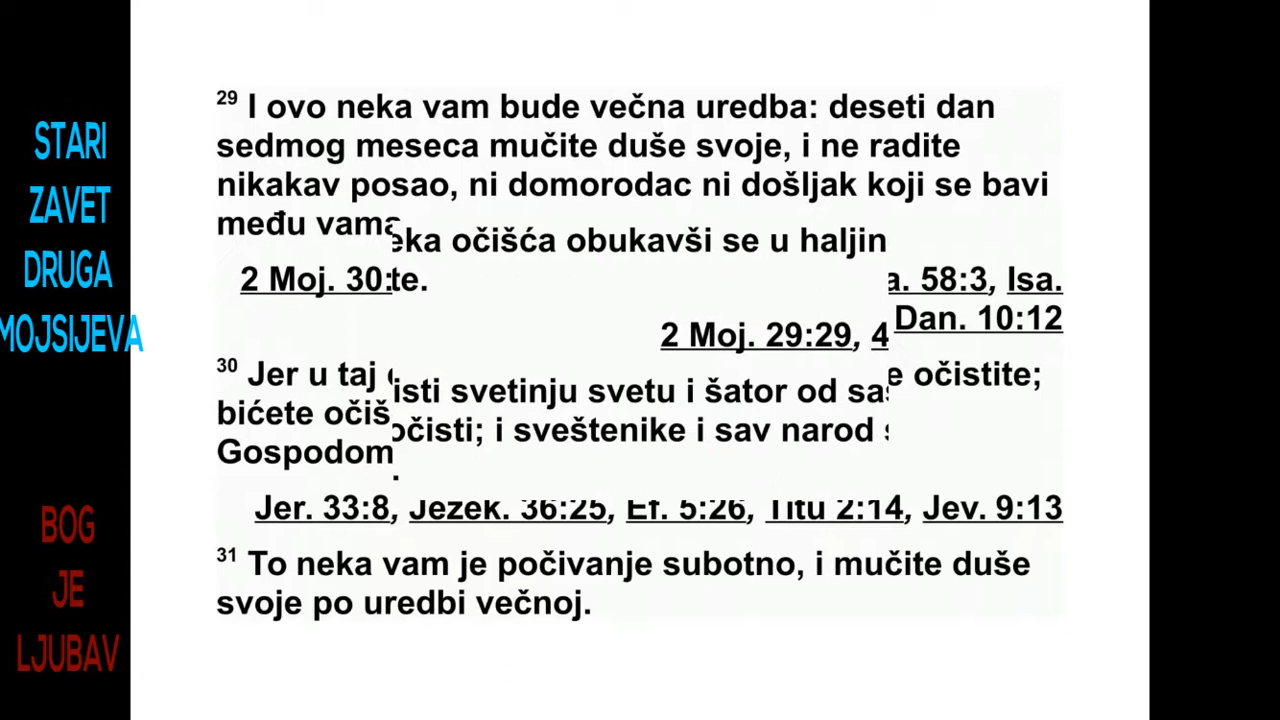 STARI
ZAVET
DRUGA
MOJSIJEVA
BOG
JE
LJUBAV
29 I ovo neka vam bude večna uredba: deseti dan
sedmog meseca mučite duše svoje, i ne radite
nikakav posao, ni domorodac ni došljak koji se bavi
među vama
očišća obukavši se u haljin
2 Moj. 30: te. 58:3, Isa.
2 Moj. 29:29, 4 Dan. 10:12
30 Jer u taj očistite;
isti svetinju svetu i šator od
bićete
očisti; i sveštenike i sav narod
Gospodom
Jer. 33:8, Jezek. 36:25, Ef. 5:26, Titu 2:14, Jev. 9:13
31 To neka vam je počivanje subotno, i mučite duše
svoje po uredbi večnoj.